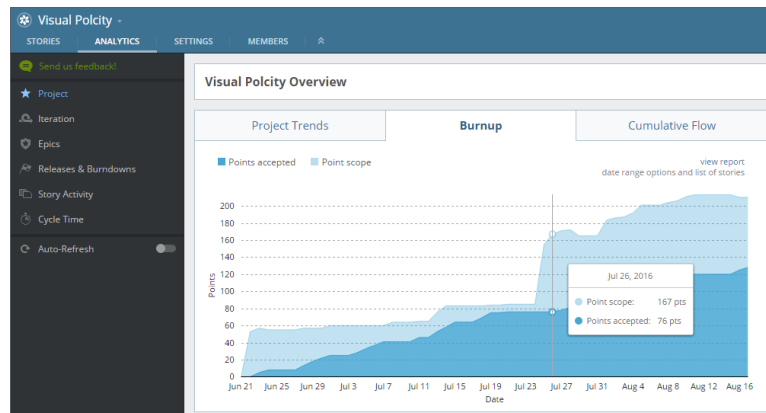 Visual Polcity
STORIES ANALYTICS SETTINGS MEMBERS
Send us feedback!
Project
Iteration
Epics
Releases & Burndowns
Story Activity
Cycle Time
Auto-Refresh
Visual Polcity Overview
Project Trends Burnup Cumulative Flow
Points accepted Point scope
view report
date range options and list of stories
Points
200
180
160
140
120
100
80
60
40
20
0
Jul 26, 2016
Point scope: 167 pts
Points accepted: 76 pts
Jun 21 Jun 25 Jun 29 Jul 3 Jul 7 Jul 11 Jul 15 Jul 19 Jul 23 Jul 27 Jul 31 Aug 4 Aug 8 Aug 12 Aug 16
Date